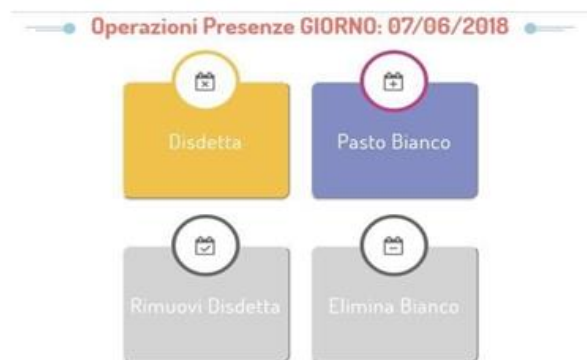 Operazioni Presenze GIORNO: 07/06/2018
Disdetta
Pasto Bianco
Rimuovi Disdetta
Elimina Bianco